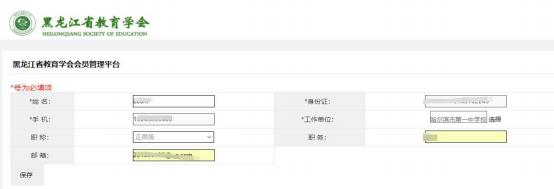 黑龙江省教育学会
HEILONGJIANG SOCIETY OF EDUCATION
黑龙江省教育学会会员管理平台
*号为必填项
*姓 名： *身份证：
*手 机： *工作单位： 哈尔滨市第一中学校 选择
职 称： 正高级 职 务：
邮 箱：
保存